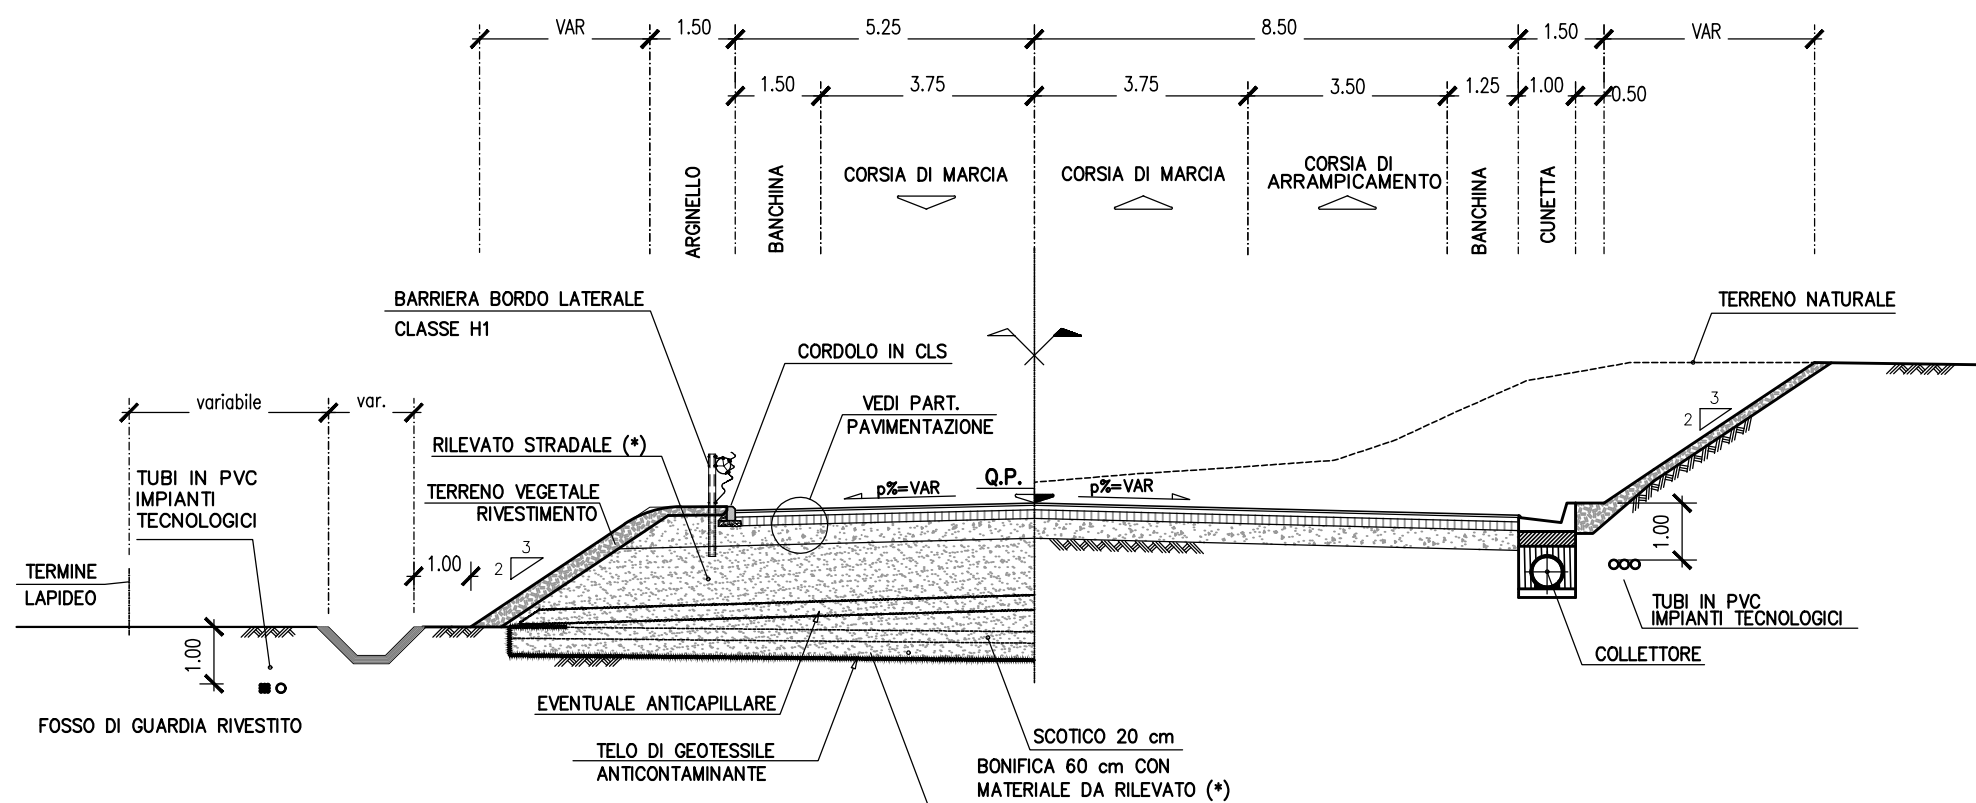 VAR 1.50 5.25 8.50 1.50 VAR
1.50 3.75 3.75 3.50 1.25 1.00 0.50
ARGINELLO
BANCHINA
CORSIA DI MARCIA
CORSIA DI MARCIA
CORSIA DI
ARRAMPICAMENTO
BANCHINA
CUNETTA
BARRIERA BORDO LATERALE
CLASSE H1
TERRENO NATURALE
CORDOLO IN CLS
variabile
var.
VEDI PART.
PAVIMENTAZIONE
3
2
RILEVATO STRADALE (*)
TUBI IN PVC
IMPIANTI
TECNOLOGICI
TERRENO VEGETALE
RIVESTIMENTO
Q.P.
p%=VAR
p%=VAR
1.00
3
2
1.00
TERMINE
LAPIDEO
TUBI IN PVC
IMPIANTI TECNOLOGICI
1.00
COLLETTORE
EVENTUALE ANTICAPILLARE
FOSSO DI GUARDIA RIVESTITO
SCOTICO 20 cm
TELO DI GEOTESSILE
ANTICONTAMINANTE
BONIFICA 60 cm CON
MATERIALE DA RILEVATO (*)